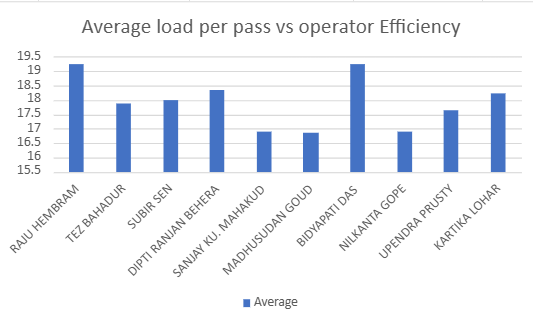 Average load per pass vs operator Efficiency
19.5
19
18.5
18
17.5
17
16.5
16
15.5
RAJU HEMBRAM
TEZ BAHADUR
SUBIR SEN
DIPTI RANJAN BEHERA
SANJAY KU. MAHAKUD
MADHUSUDAN GOUD
BIDYAPATI DAS
NILKANTA GOPE
UPENDRA PRUSTY
KARTIKA LOHAR
Average